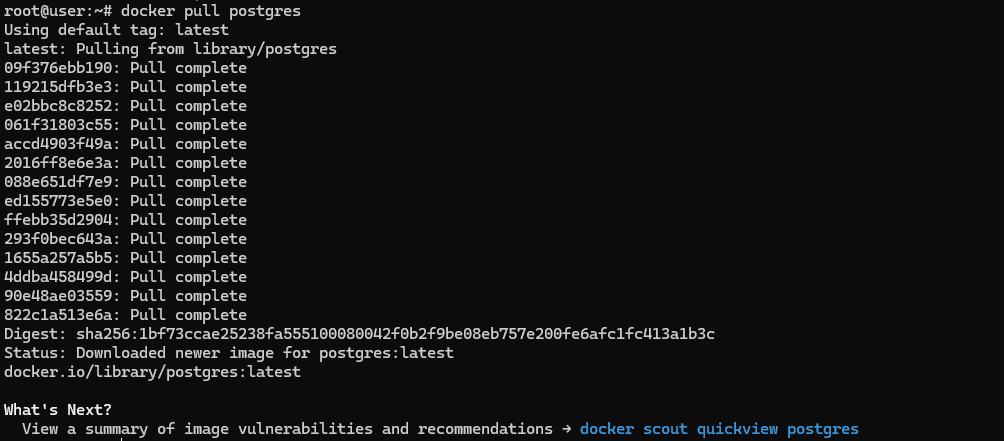 root@user:~# docker pull postgres
Using default tag: latest
latest: Pulling from library/postgres
09f376ebb190: Pull complete
119215dfb3e3: Pull complete
e02bbc8c8252: Pull complete
061f31803c55: Pull complete
accd4903f49a: Pull complete
2016ff8e6e3a: Pull complete
088e651df7e9: Pull complete
ed155773e5e0: Pull complete
ffebb35d2904: Pull complete
293f0bec643a: Pull complete
1655a257a5b5: Pull complete
4ddba458499d: Pull complete
90e48ae03559: Pull complete
822c1a513e6a: Pull complete
Digest: sha256:1bf73ccae25238fa555100080042f0b2f9be08eb757e200fe6afc1fc413a1b3c
Status: Downloaded newer image for postgres:latest
docker.io/library/postgres:latest
What's Next?
View a summary of image vulnerabilities and recommendations → docker scout quickview postgres